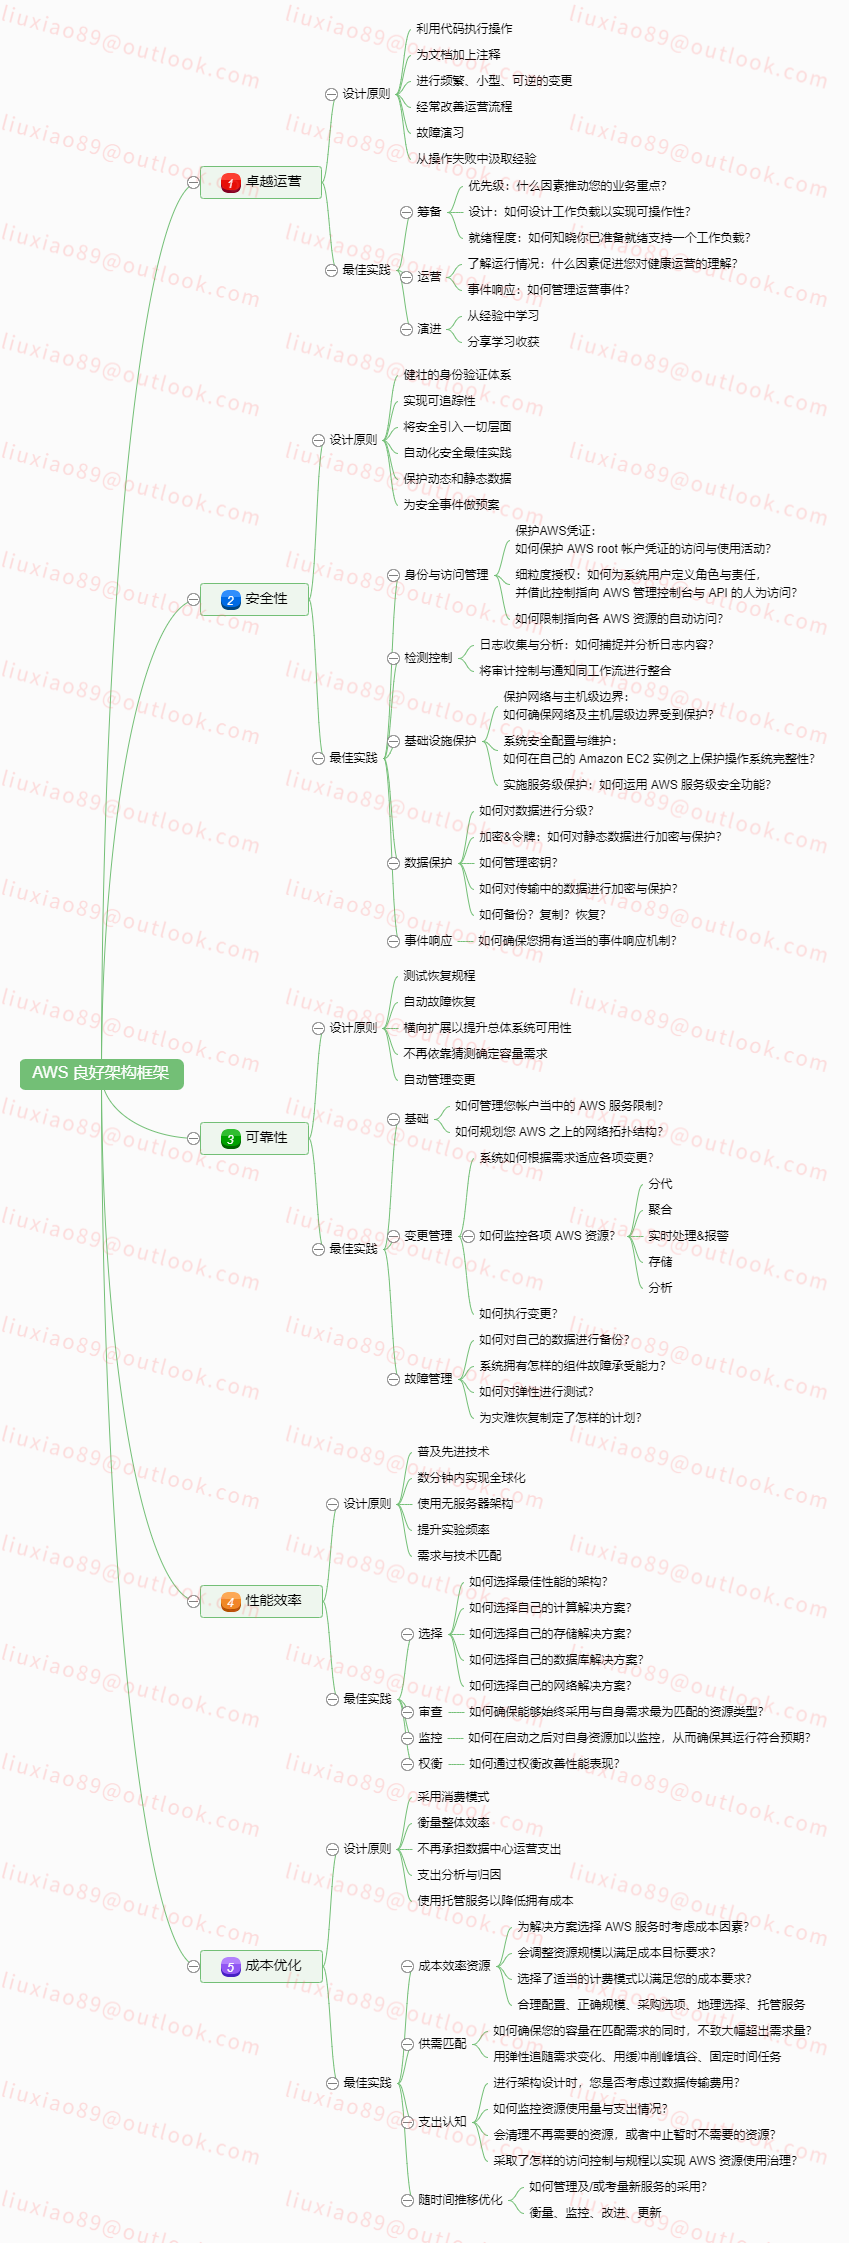 AWS 良好架构框架
1 卓越运营
设计原则
利用代码执行操作
为文档加上注释
进行频繁、小型、可逆的变更
经常改善运营流程
故障演习
从操作失败中汲取经验
最佳实践
筹备
优先级：什么因素推动您的业务重点？
设计：如何设计工作负载以实现可操作性？
就绪程度：如何知晓你已准备就绪支持一个工作负载？
运营
了解运行情况：什么因素促进您对健康运营的理解？
事件响应：如何管理运营事件？
演进
从经验中学习
分享学习收获
2 安全性
设计原则
健壮的身份验证体系
实现可追踪性
将安全引入一切层面
自动化安全最佳实践
保护动态和静态数据
为安全事件做预案
最佳实践
身份与访问管理
保护AWS凭证：
如何保护 AWS root 帐户凭证的访问与使用活动？
细粒度授权：如何为系统用户定义角色与责任，
并借此控制指向 AWS 管理控制台与 API 的人为访问？
如何限制指向各 AWS 资源的自动访问？
检测控制
日志收集与分析：如何捕捉并分析日志内容？
将审计控制与通知同工作流进行整合
基础设施保护
保护网络与主机级边界：
如何确保网络及主机层级边界受到保护？
系统安全配置与维护：
如何在自己的 Amazon EC2 实例之上保护操作系统完整性？
实施服务级保护：如何运用 AWS 服务级安全功能？
数据保护
如何对数据进行分级？
加密&令牌：如何对静态数据进行加密与保护？
如何管理密钥？
如何对传输中的数据进行加密与保护？
如何备份？复制？恢复？
事件响应
如何确保您拥有适当的事件响应机制？
3 可靠性
设计原则
测试恢复规程
自动故障恢复
横向扩展以提升总体系统可用性
不再依靠猜测确定容量需求
自动管理变更
最佳实践
基础
如何管理您帐户当中的 AWS 服务限制？
如何规划您 AWS 之上的网络拓扑结构？
变更管理
系统如何根据需求适应各项变更？
如何监控各项 AWS 资源？
分代
聚合
实时处理&报警
存储
分析
如何执行变更？
故障管理
如何对自己的数据进行备份？
系统拥有怎样的组件故障承受能力？
如何对弹性进行测试？
为灾难恢复制定了怎样的计划？
4 性能效率
设计原则
普及先进技术
数分钟内实现全球化
使用无服务器架构
提升实验频率
需求与技术匹配
最佳实践
选择
如何选择最佳性能的架构？
如何选择自己的计算解决方案？
如何选择自己的存储解决方案？
如何选择自己的数据库解决方案？
如何选择自己的网络解决方案？
审查
如何确保能够始终采用与自身需求最为匹配的资源类型？
监控
如何在启动之后对自身资源加以监控，从而确保其运行符合预期？
权衡
如何通过权衡改善性能表现？
5 成本优化
设计原则
采用消费模式
衡量整体效率
不再承担数据中心运营支出
支出分析与归因
使用托管服务以降低拥有成本
最佳实践
成本效率资源
为解决方案选择 AWS 服务时考虑成本因素？
会调整资源规模以满足成本目标要求？
选择了适当的计费模式以满足您的成本要求？
合理配置、正确规模、采购选项、地理选择、托管服务
供需匹配
如何确保您的容量在匹配需求的同时，不致大幅超出需求量？
用弹性追随需求变化、用缓冲削峰填谷、固定时间任务
支出认知
进行架构设计时，您是否考虑过数据传输费用？
如何监控资源使用量与支出情况？
会清理不再需要的资源，或者中止暂时不需要的资源？
采取了怎样的访问控制与规程以实现 AWS 资源使用治理？
随时间推移优化
如何管理及/或考量新服务的采用？
衡量、监控、改进、更新
liuxiao89@outlook.com